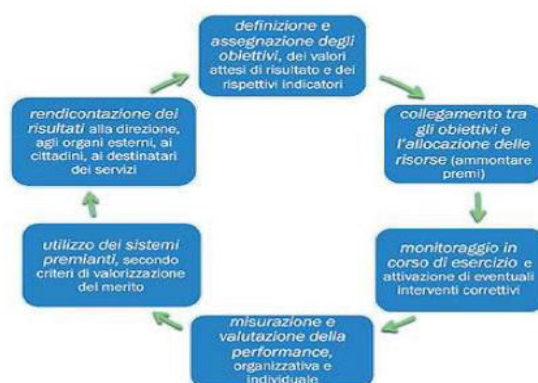 definizione e
assegnazione degli
obiettivi, dei valori
attesi di risultato e dei
rispettivi indicatori
collegamento tra
gli obiettivi e
l'allocazione delle
risorse (ammontare
premi)
monitoraggio in
corso di esercizio e
attivazione di eventuali
interventi correttivi
misurazione e
valutazione della
performance,
organizzativa e
individuale
utilizzo dei sistemi
premianti, secondo
criteri di valorizzazione
del merito
rendicontazione dei
risultati alla direzione,
agli organi esterni, ai
cittadini, ai destinatari
dei servizi